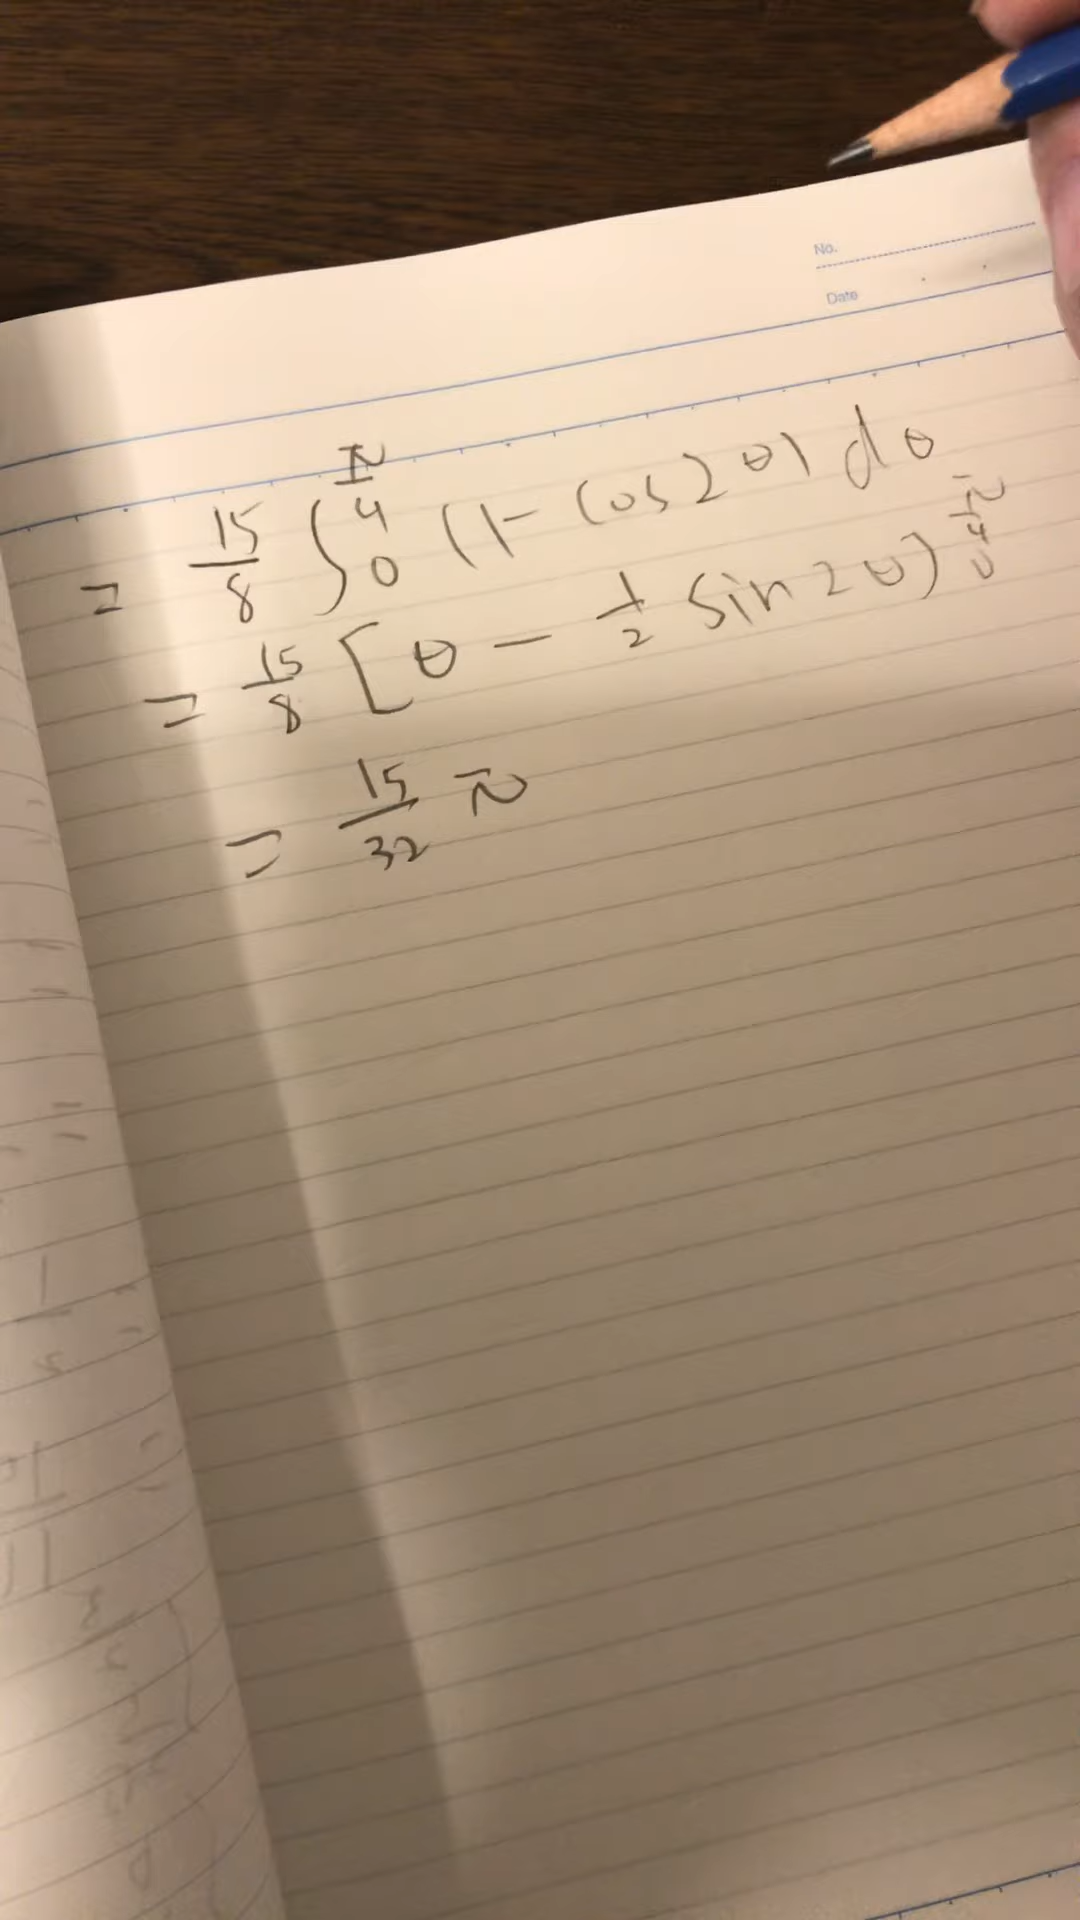 No.
Date
= 15/8 ∫₀^(π/4) (1 - cos 2θ) dθ
= 15/8 [θ - 1/2 sin 2θ)₀^(π/4)
= 15/32 π